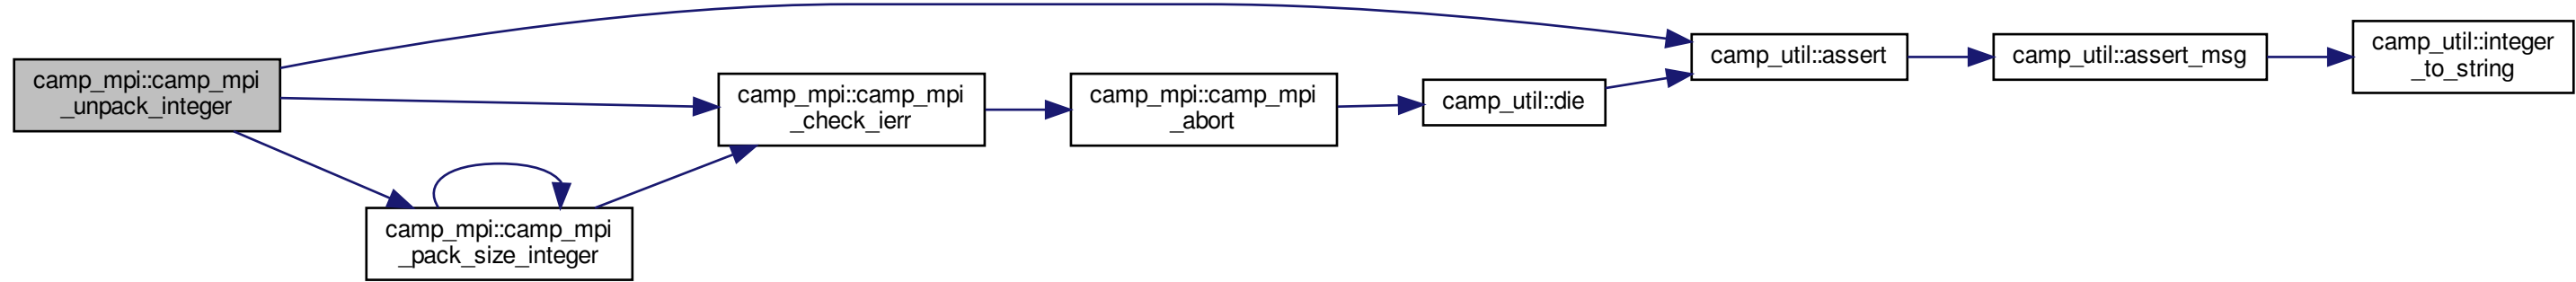 camp_mpi::camp_mpi
_unpack_integer
camp_mpi::camp_mpi
_pack_size_integer
camp_mpi::camp_mpi
_check_ierr
camp_mpi::camp_mpi
_abort
camp_util::die
camp_util::assert
camp_util::assert_msg
camp_util::integer
_to_string